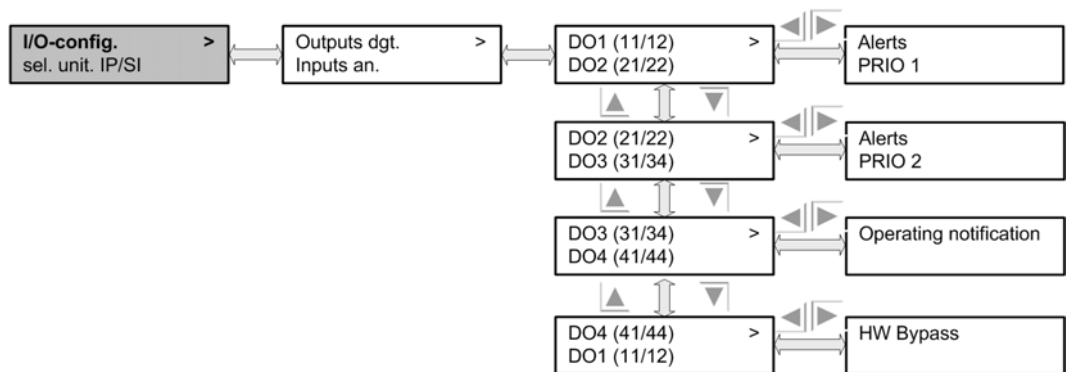 I/O-config. >
sel. unit. IP/SI
Outputs dgt. >
Inputs an.
DO1 (11/12) >
DO2 (21/22)
Alerts
PRIO 1
DO2 (21/22) >
DO3 (31/34)
Alerts
PRIO 2
DO3 (31/34) >
DO4 (41/44)
Operating notification
DO4 (41/44) >
DO1 (11/12)
HW Bypass